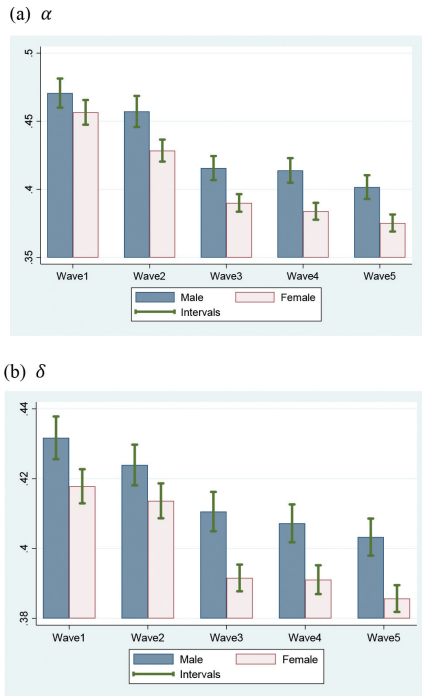 (a) α
.5
.45
.4
.35
Wave1 Wave2 Wave3 Wave4 Wave5
Male Female
Intervals
(b) δ
.44
.42
.4
.38
Wave1 Wave2 Wave3 Wave4 Wave5
Male Female
Intervals